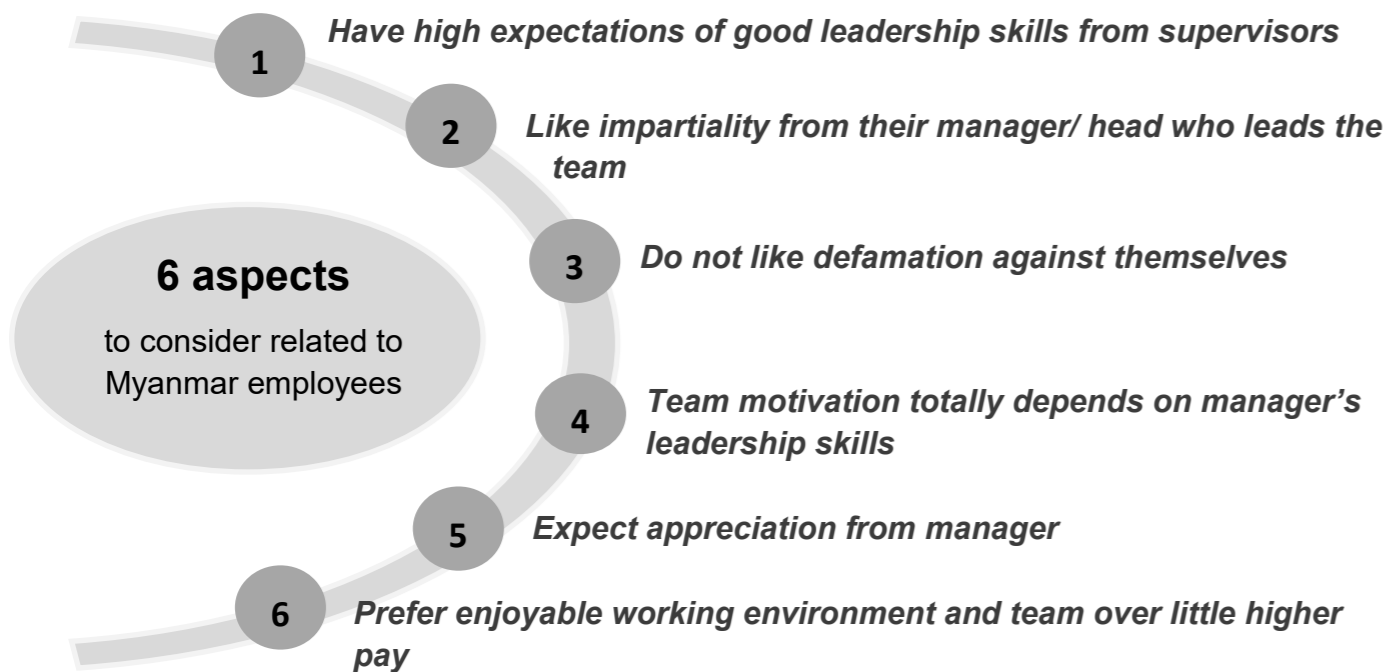 1
Have high expectations of good leadership skills from supervisors
2
Like impartiality from their manager/ head who leads the
team
3
Do not like defamation against themselves
6 aspects
to consider related to
Myanmar employees
4
Team motivation totally depends on manager’s
leadership skills
5
Expect appreciation from manager
6
Prefer enjoyable working environment and team over little higher
pay